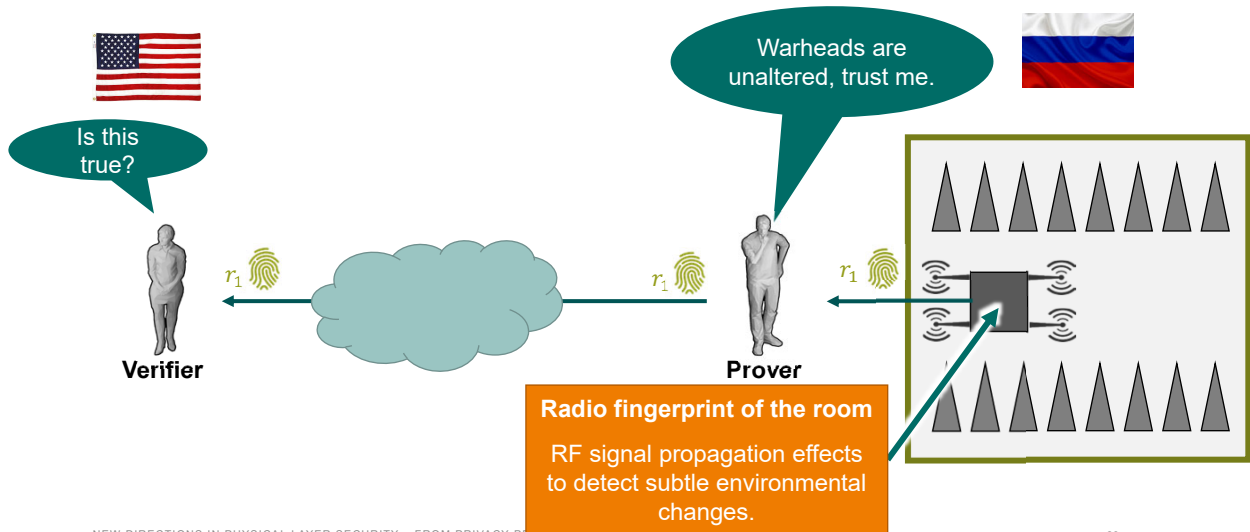 Warheads are
unaltered, trust me.
Is this
true?
r₁
r₁
r₁
Verifier
Prover
Radio fingerprint of the room
RF signal propagation effects
to detect subtle environmental
changes.